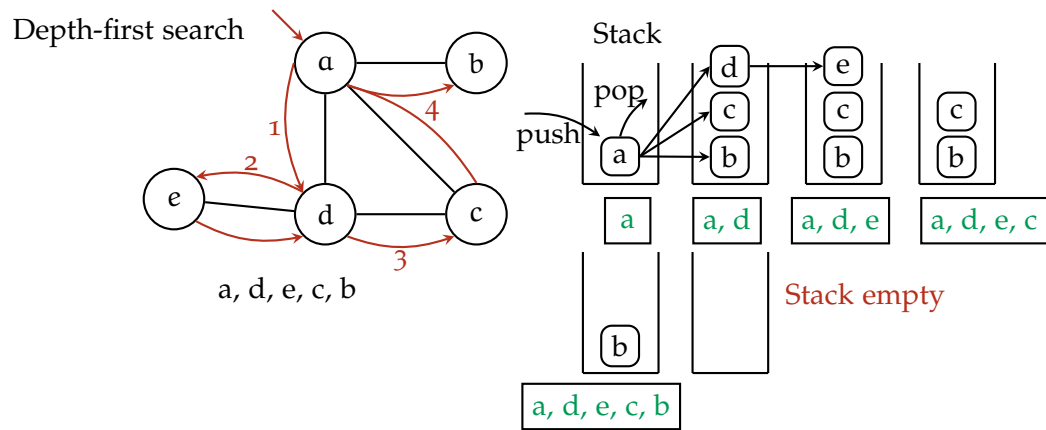 Depth-first search
a
b
4
1
2
e
d
c
3
a, d, e, c, b
Stack
push
pop
a
d
c
b
e
c
b
c
b
a
a, d
a, d, e
a, d, e, c
b
Stack empty
a, d, e, c, b